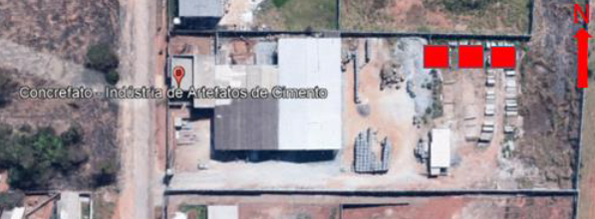 N
Concrefato - Indústria de Artefatos de Cimento